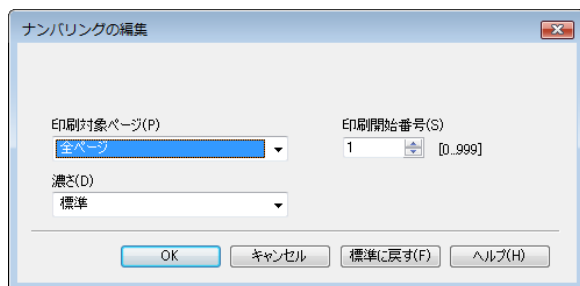 ナンバリングの編集
印刷対象ページ(P)
全ページ
印刷開始番号(S)
1 [0..999]
濃さ(D)
標準
OK キャンセル 標準に戻す(F) ヘルプ(H)